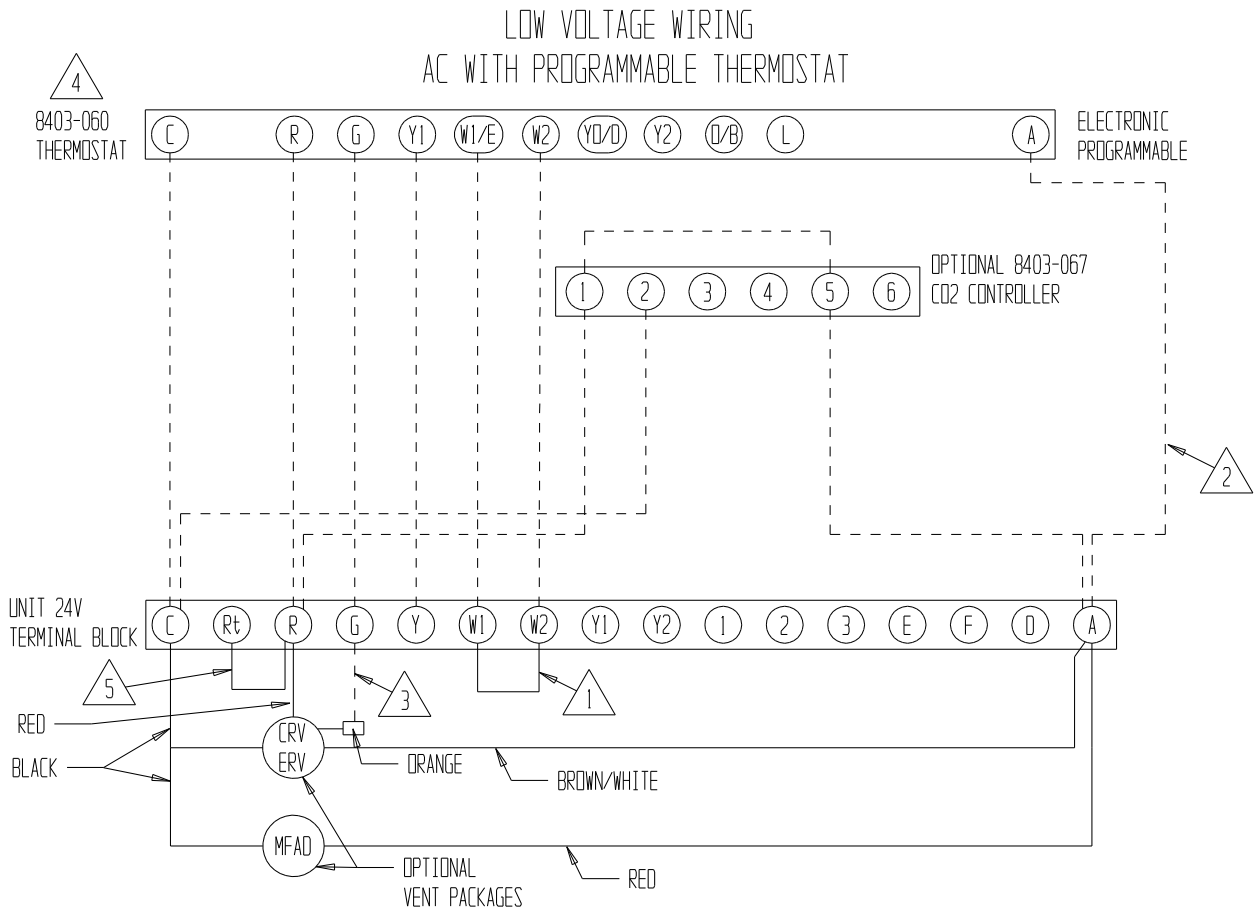 LOW VOLTAGE WIRING
AC WITH PROGRAMMABLE THERMOSTAT
4
8403-060
THERMOSTAT
C R G Y1 W1/E W2 YO/D Y2 O/B L A
ELECTRONIC
PROGRAMMABLE
OPTIONAL 8403-067
CO2 CONTROLLER
1 2 3 4 5 6
2
UNIT 24V
TERMINAL BLOCK
C Rt R G Y W1 W2 Y1 Y2 1 2 3 E F O A
5
3
1
RED
BLACK
CRV
ERV
ORANGE
BROWN/WHITE
MFAD
OPTIONAL
VENT PACKAGES
RED